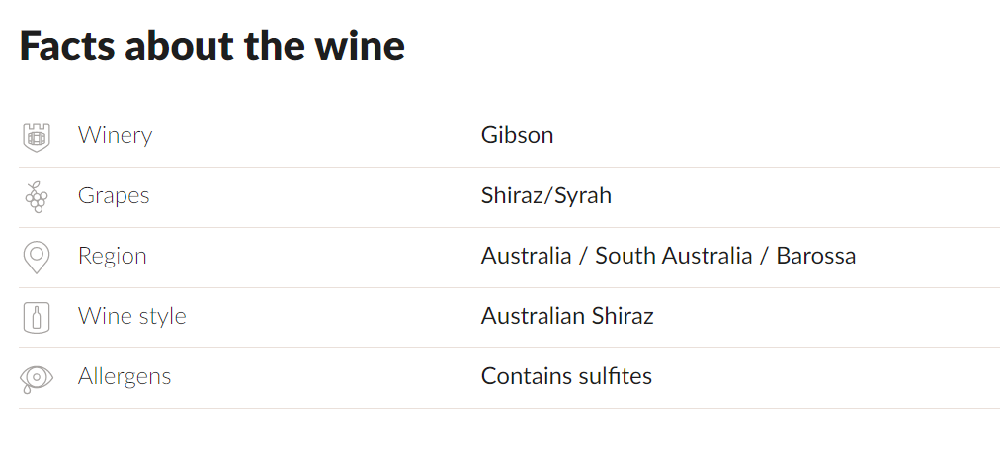 Facts about the wine
Winery Gibson
Grapes Shiraz/Syrah
Region Australia / South Australia / Barossa
Wine style Australian Shiraz
Allergens Contains sulfites